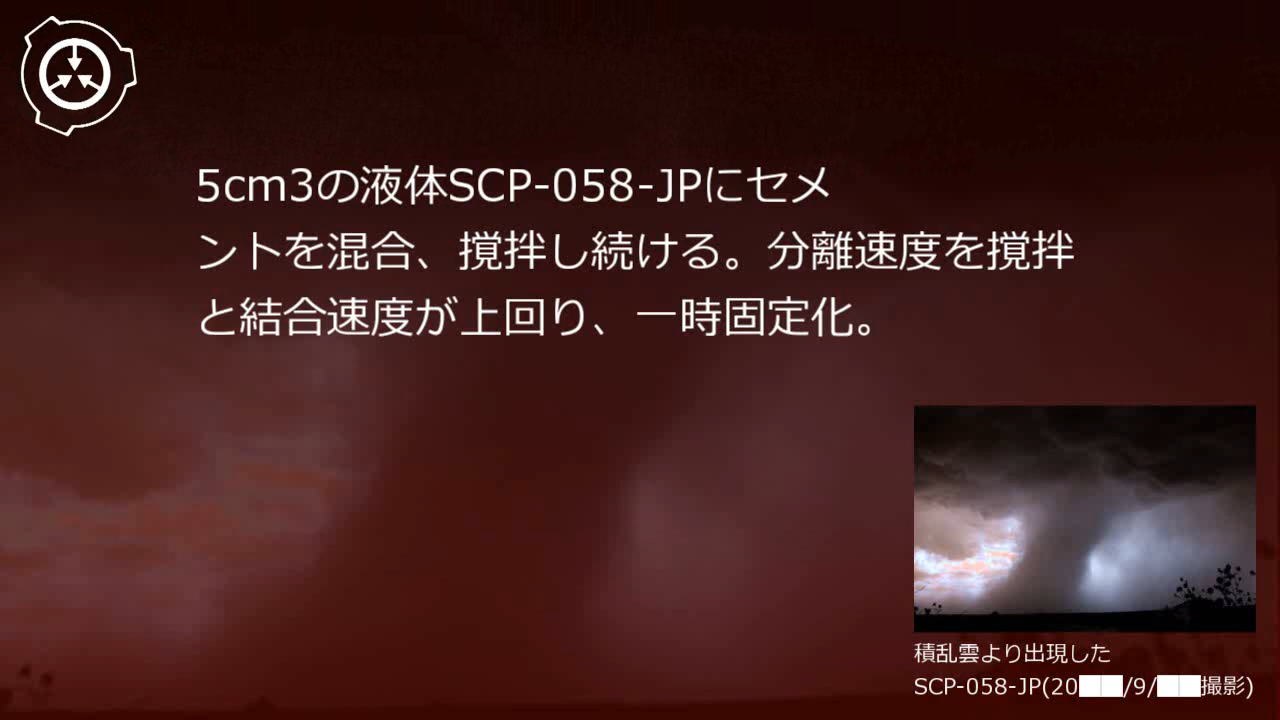 5cm3の液体SCP-058-JPにセメ
ントを混合、撹拌し続ける。分離速度を撹拌
と結合速度が上回り、一時固定化。
積乱雲より出現した
SCP-058-JP(20██/9/██撮影)